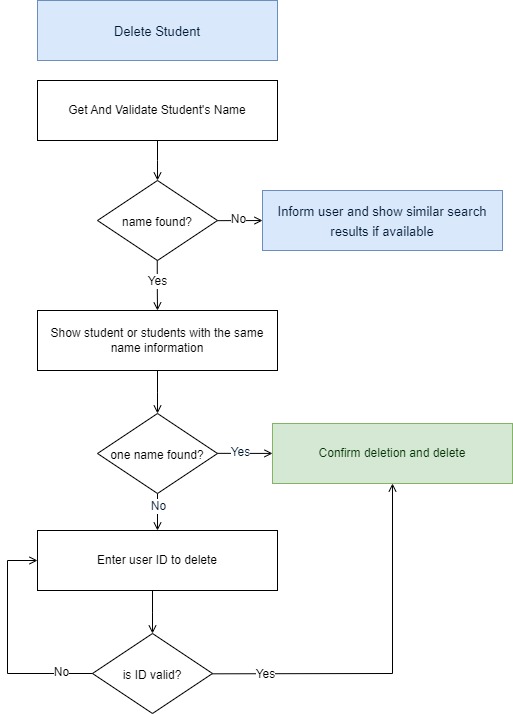 Delete Student
Get And Validate Student's Name
name found?
No
Inform user and show similar search
results if available
Yes
Show student or students with the same
name information
one name found?
Yes
Confirm deletion and delete
No
Enter user ID to delete
is ID valid?
No
Yes